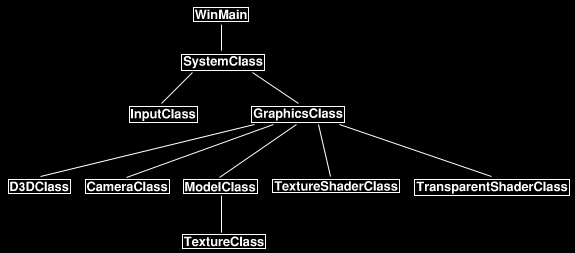 WinMain
SystemClass
InputClass
GraphicsClass
D3DClass
CameraClass
ModelClass
TextureShaderClass
TransparentShaderClass
TextureClass